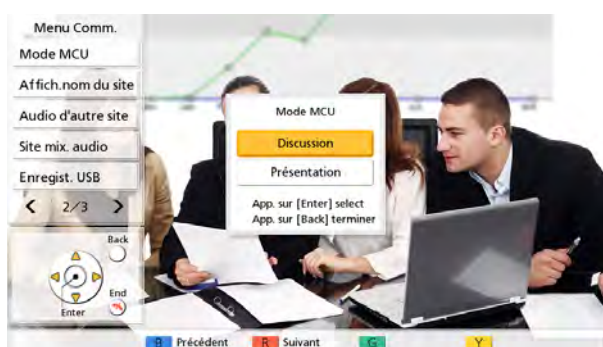 Menu Comm.
Mode MCU
Affich.nom du site
Audio d'autre site
Site mix. audio
Enregist. USB
2/3
Back
End
Enter
Mode MCU
Discussion
Présentation
App. sur [Enter] select
App. sur [Back] terminer
B Précédent R Suivant G Y